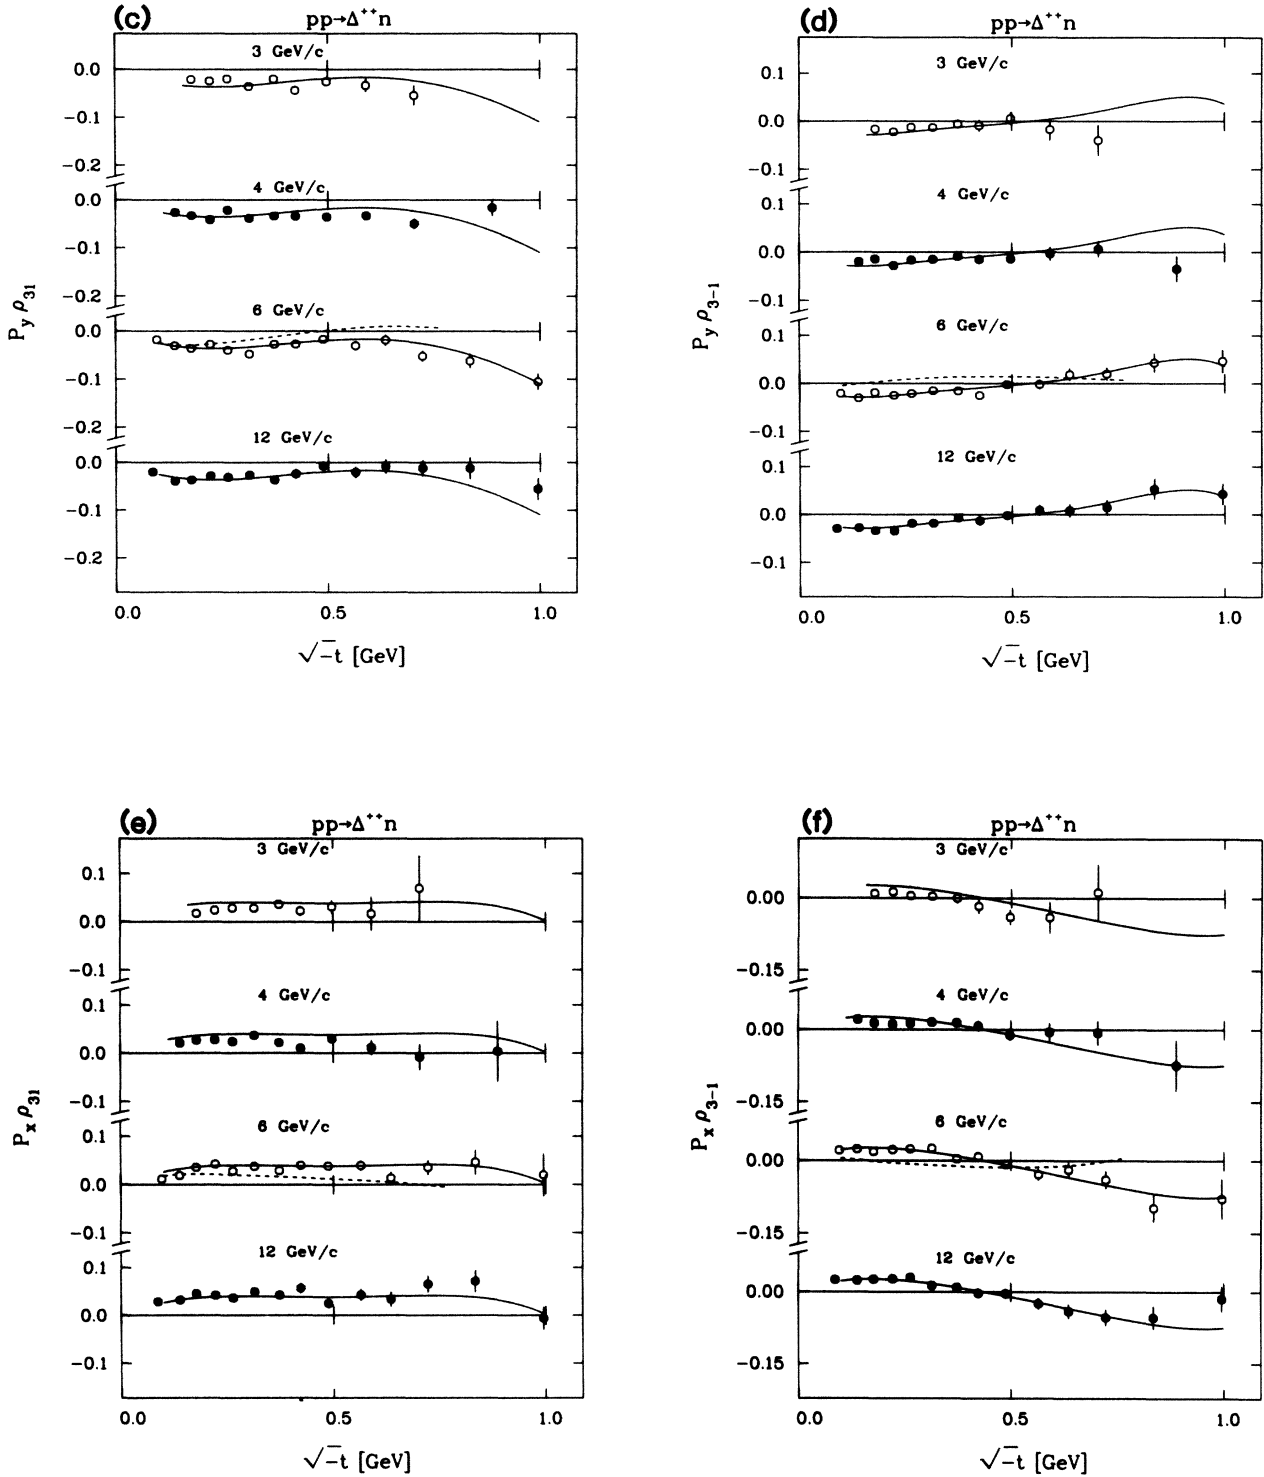 (c)
pp→Δ⁺⁺n
3 GeV/c
0.0
−0.1
−0.2
4 GeV/c
0.0
−0.1
−0.2
6 GeV/c
0.0
−0.1
−0.2
12 GeV/c
0.0
−0.1
−0.2
P_y ρ_31
0.0 0.5 1.0
√−t [GeV]
(d)
pp→Δ⁺⁺n
3 GeV/c
0.1
0.0
−0.1
4 GeV/c
0.1
0.0
−0.1
6 GeV/c
0.1
0.0
−0.1
12 GeV/c
0.1
0.0
−0.1
P_y ρ_3−1
0.0 0.5 1.0
√−t [GeV]
(e)
pp→Δ⁺⁺n
3 GeV/c
0.1
0.0
−0.1
4 GeV/c
0.1
0.0
−0.1
6 GeV/c
0.1
0.0
−0.1
12 GeV/c
0.1
0.0
−0.1
P_x ρ_31
0.0 0.5 1.0
√−t [GeV]
(f)
pp→Δ⁺⁺n
3 GeV/c
0.00
−0.15
4 GeV/c
0.00
−0.15
6 GeV/c
0.00
−0.15
12 GeV/c
0.00
−0.15
P_x ρ_3−1
0.0 0.5 1.0
√−t [GeV]